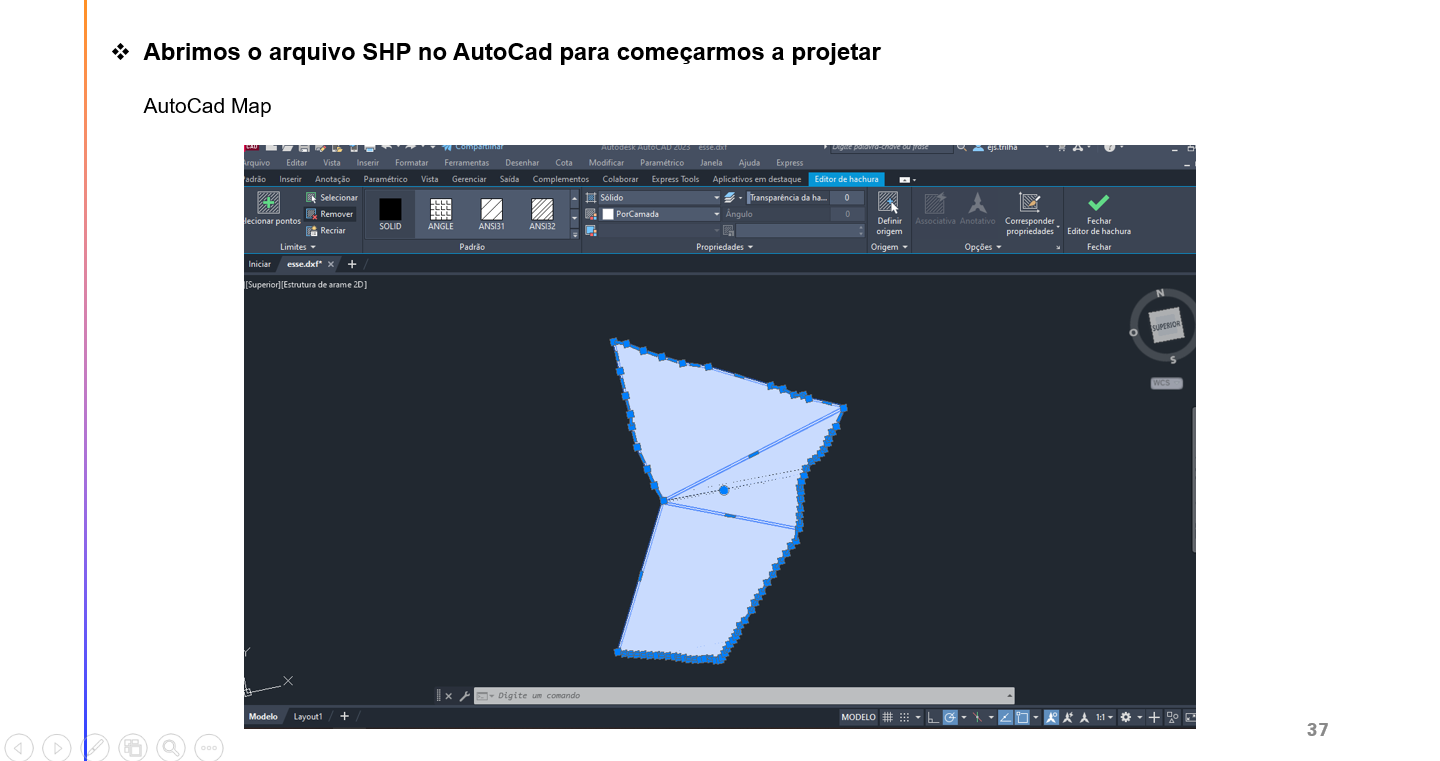 Abrimos o arquivo SHP no AutoCad para começarmos a projetar
AutoCad Map
Compartilhar Autodesk AutoCAD 2023 esse.dxf Digite palavra-chave ou frase ejs.trilha
Arquivo Editar Vista Inserir Formatar Ferramentas Desenhar Cota Modificar Paramétrico Janela Ajuda Express
Padrão Inserir Anotação Paramétrico Vista Gerenciar Saída Complementos Colaborar Express Tools Aplicativos em destaque Editor de hachura
Selecionar
Remover
Recriar
lecionar pontos
Limites
SOLID ANGLE ANSI31 ANSI32
Padrão
Sólido
PorCamada
Transparência da ha... 0
Ângulo 0
Propriedades
Definir
origem
Origem
Associativa Anotativo
Corresponder
propriedades
Opções
Fechar
Editor de hachura
Fechar
Iniciar esse.dxf*
][Superior][Estrutura de arame 2D]
N
SUPERIOR
O
S
WCS
Y
X
Digite um comando
Modelo Layout1
MODELO 1:1
37